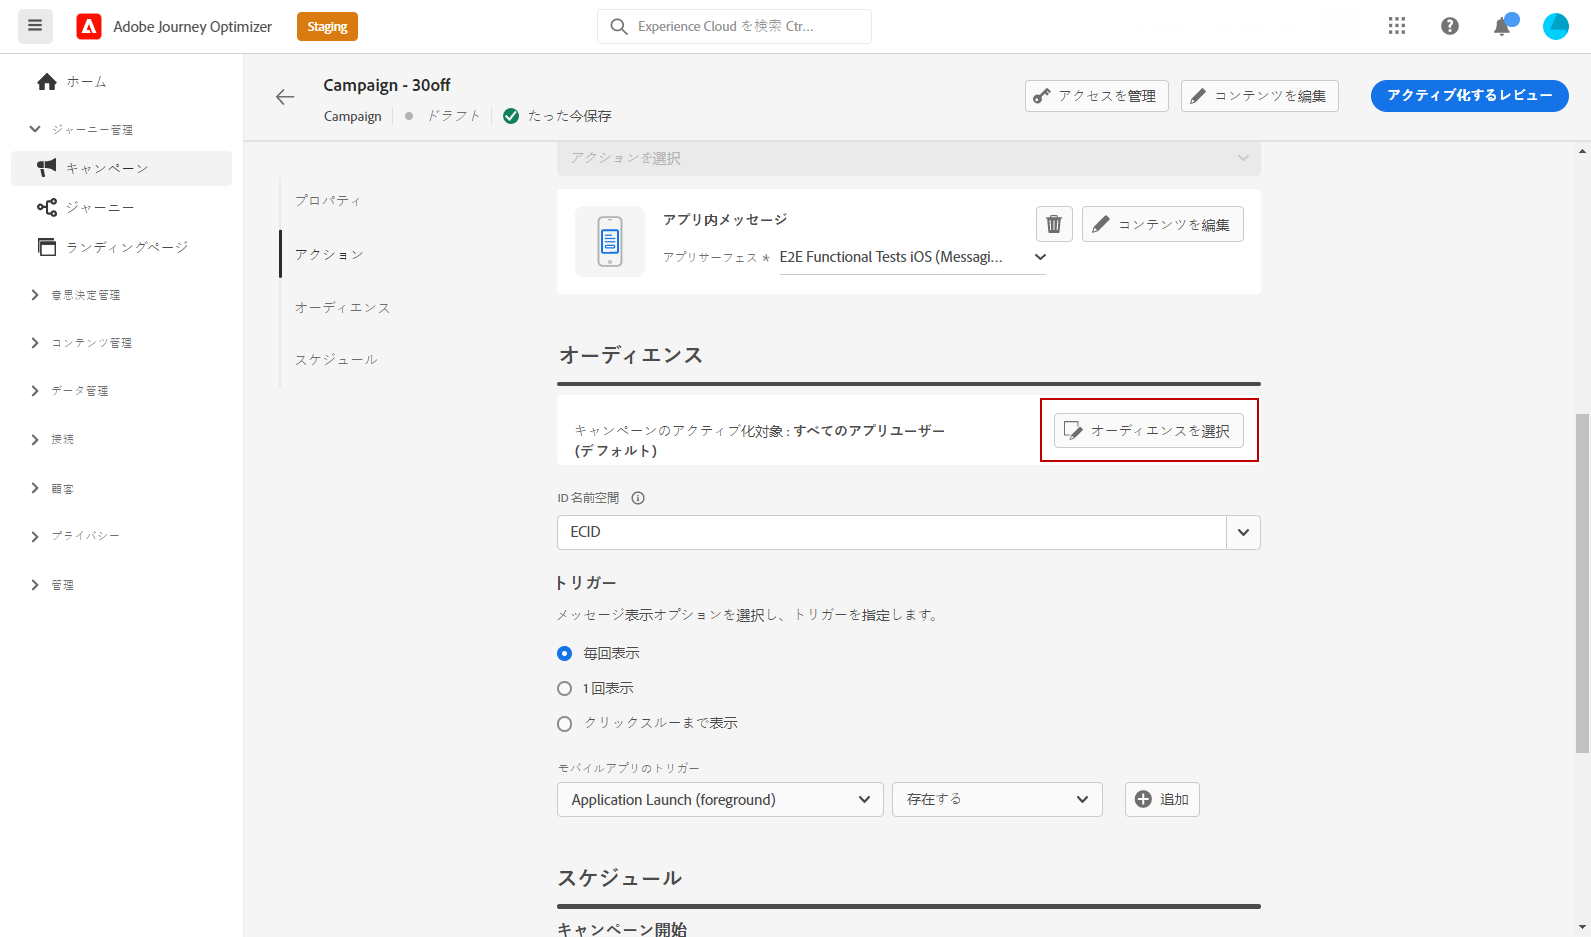 Adobe Journey Optimizer
Staging
Experience Cloud を検索 Ctr...
ホーム
ジャーニー管理
キャンペーン
ジャーニー
ランディングページ
意思決定管理
コンテンツ管理
データ管理
接続
顧客
プライバシー
管理
Campaign - 30off
Campaign
ドラフト
たった今保存
アクセスを管理
コンテンツを編集
アクティブ化するレビュー
プロパティ
アクション
オーディエンス
スケジュール
アクションを選択
アプリ内メッセージ
コンテンツを編集
アプリサーフェス *
E2E Functional Tests iOS (Messagi...
オーディエンス
キャンペーンのアクティブ化対象 : すべてのアプリユーザー
(デフォルト)
オーディエンスを選択
ID 名前空間
ECID
トリガー
メッセージ表示オプションを選択し、トリガーを指定します。
毎回表示
1 回表示
クリックスルーまで表示
モバイルアプリのトリガー
Application Launch (foreground)
存在する
追加
スケジュール
キャンペーン開始